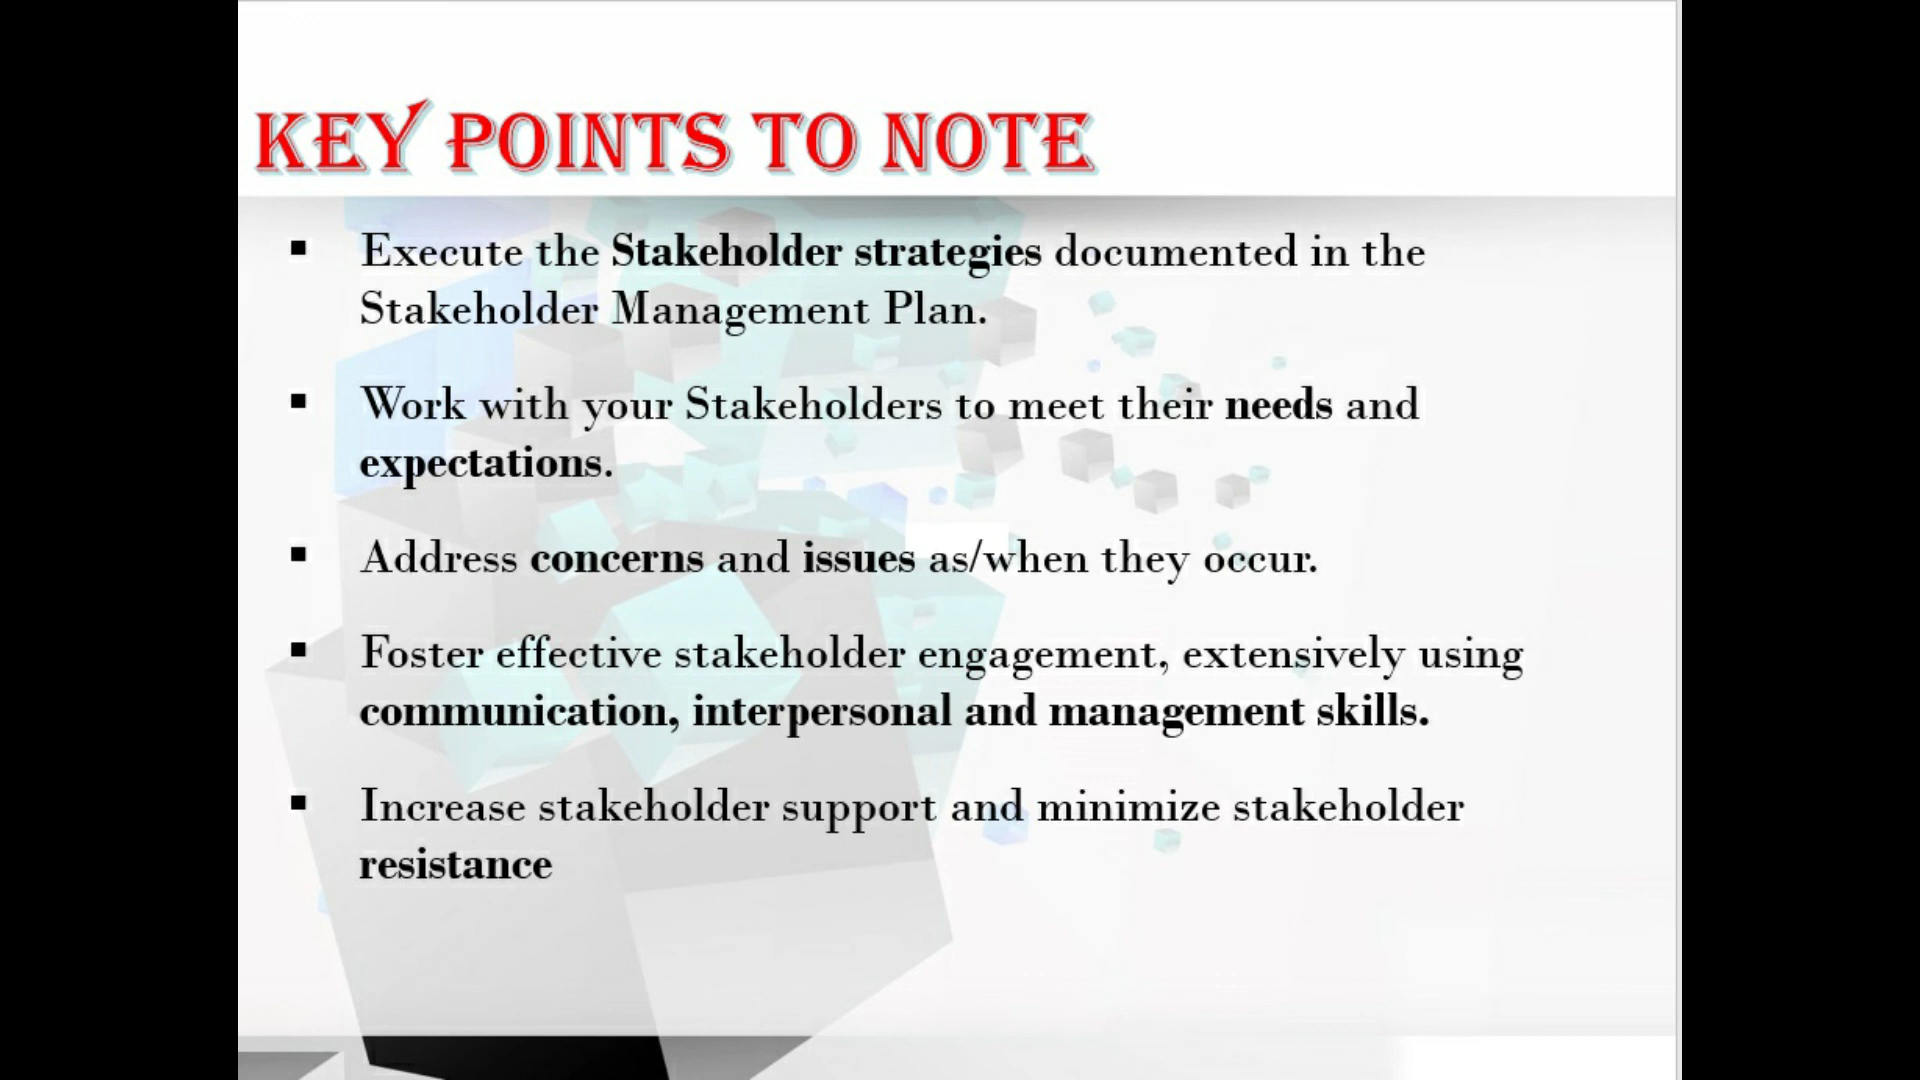 KEY POINTS TO NOTE
▪ Execute the Stakeholder strategies documented in the
Stakeholder Management Plan.
▪ Work with your Stakeholders to meet their needs and
expectations.
▪ Address concerns and issues as/when they occur.
▪ Foster effective stakeholder engagement, extensively using
communication, interpersonal and management skills.
▪ Increase stakeholder support and minimize stakeholder
resistance